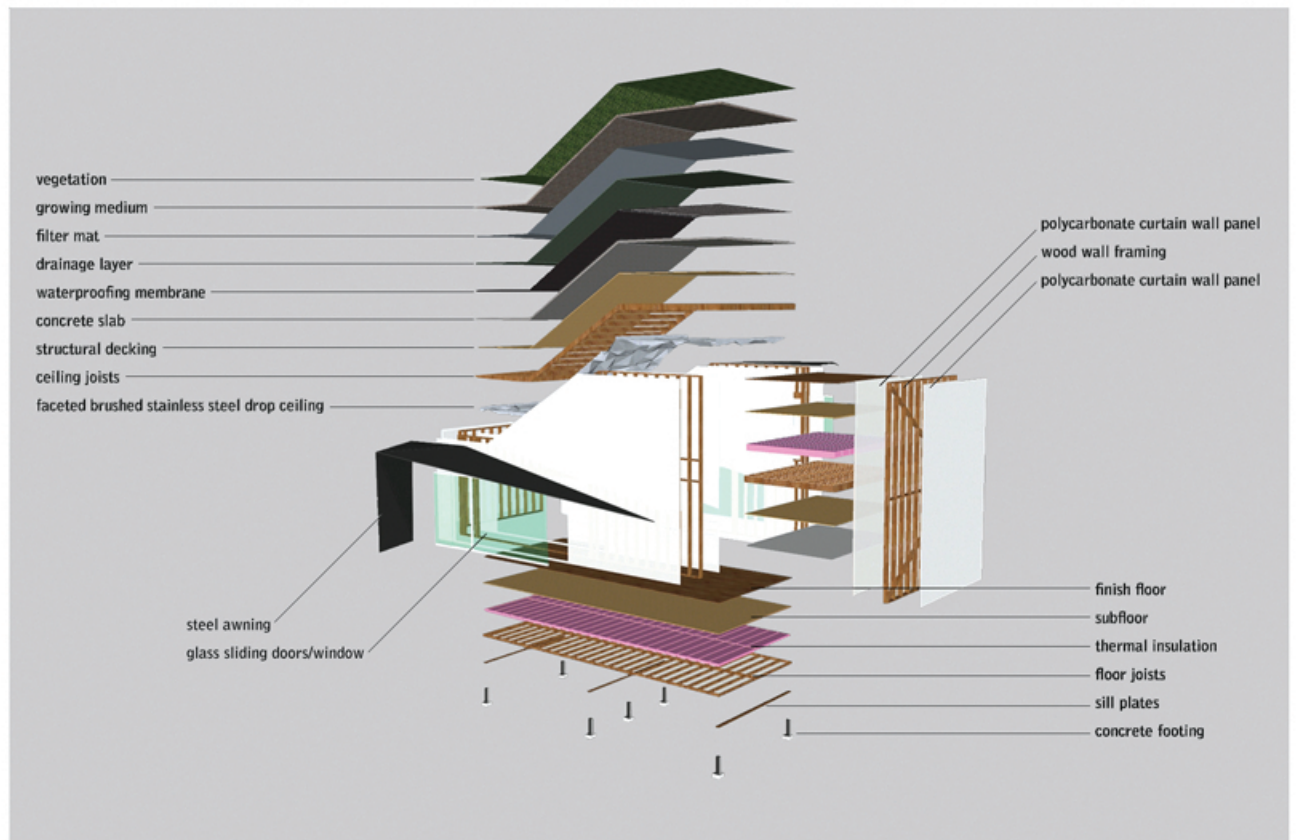 vegetation
growing medium
filter mat
drainage layer
waterproofing membrane
concrete slab
structural decking
ceiling joists
faceted brushed stainless steel drop ceiling
polycarbonate curtain wall panel
wood wall framing
polycarbonate curtain wall panel
steel awning
glass sliding doors/window
finish floor
subfloor
thermal insulation
floor joists
sill plates
concrete footing